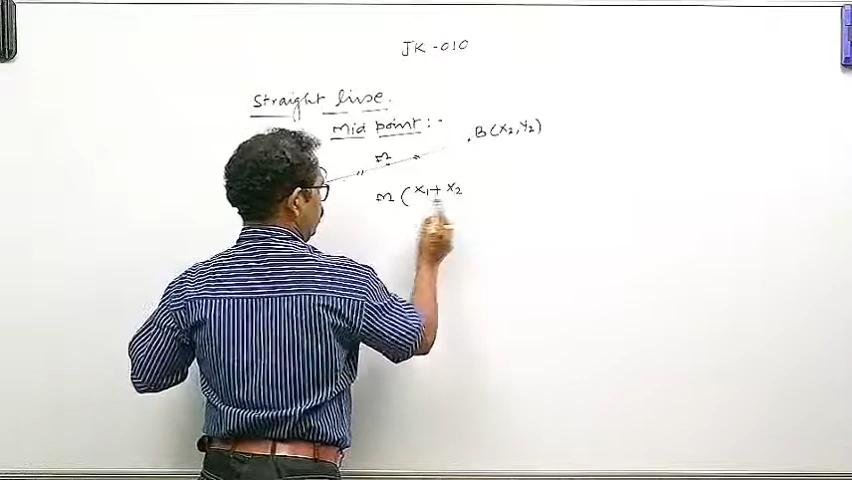 JK-010
Straight line.
Mid point:-
M
B(x₂,y₂)
M (x₁+x₂